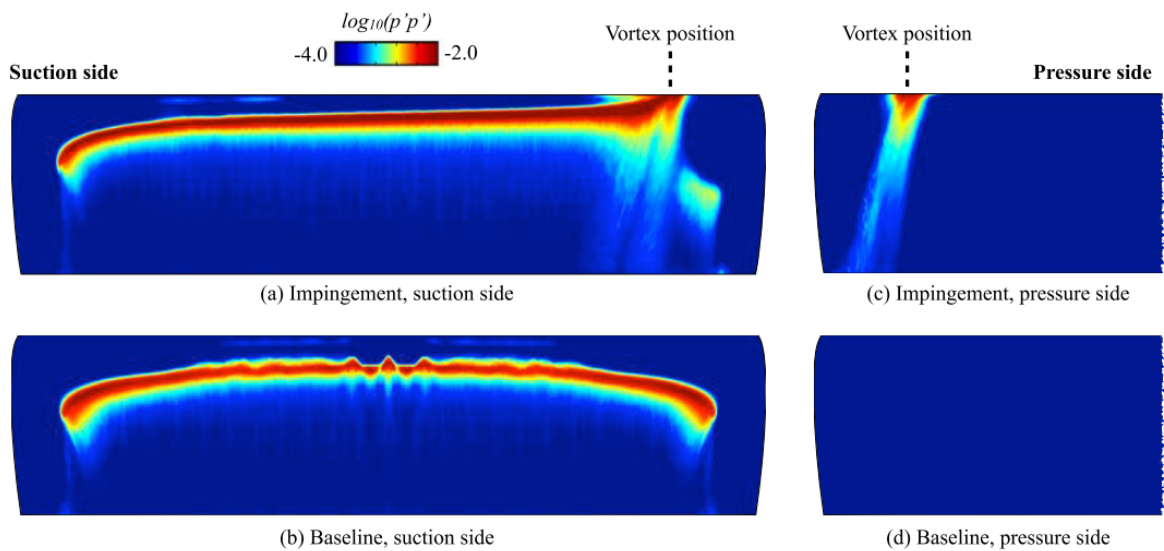 log₁₀(p’p’)
-4.0 -2.0
Vortex position
Vortex position
Suction side
Pressure side
(a) Impingement, suction side
(c) Impingement, pressure side
(b) Baseline, suction side
(d) Baseline, pressure side